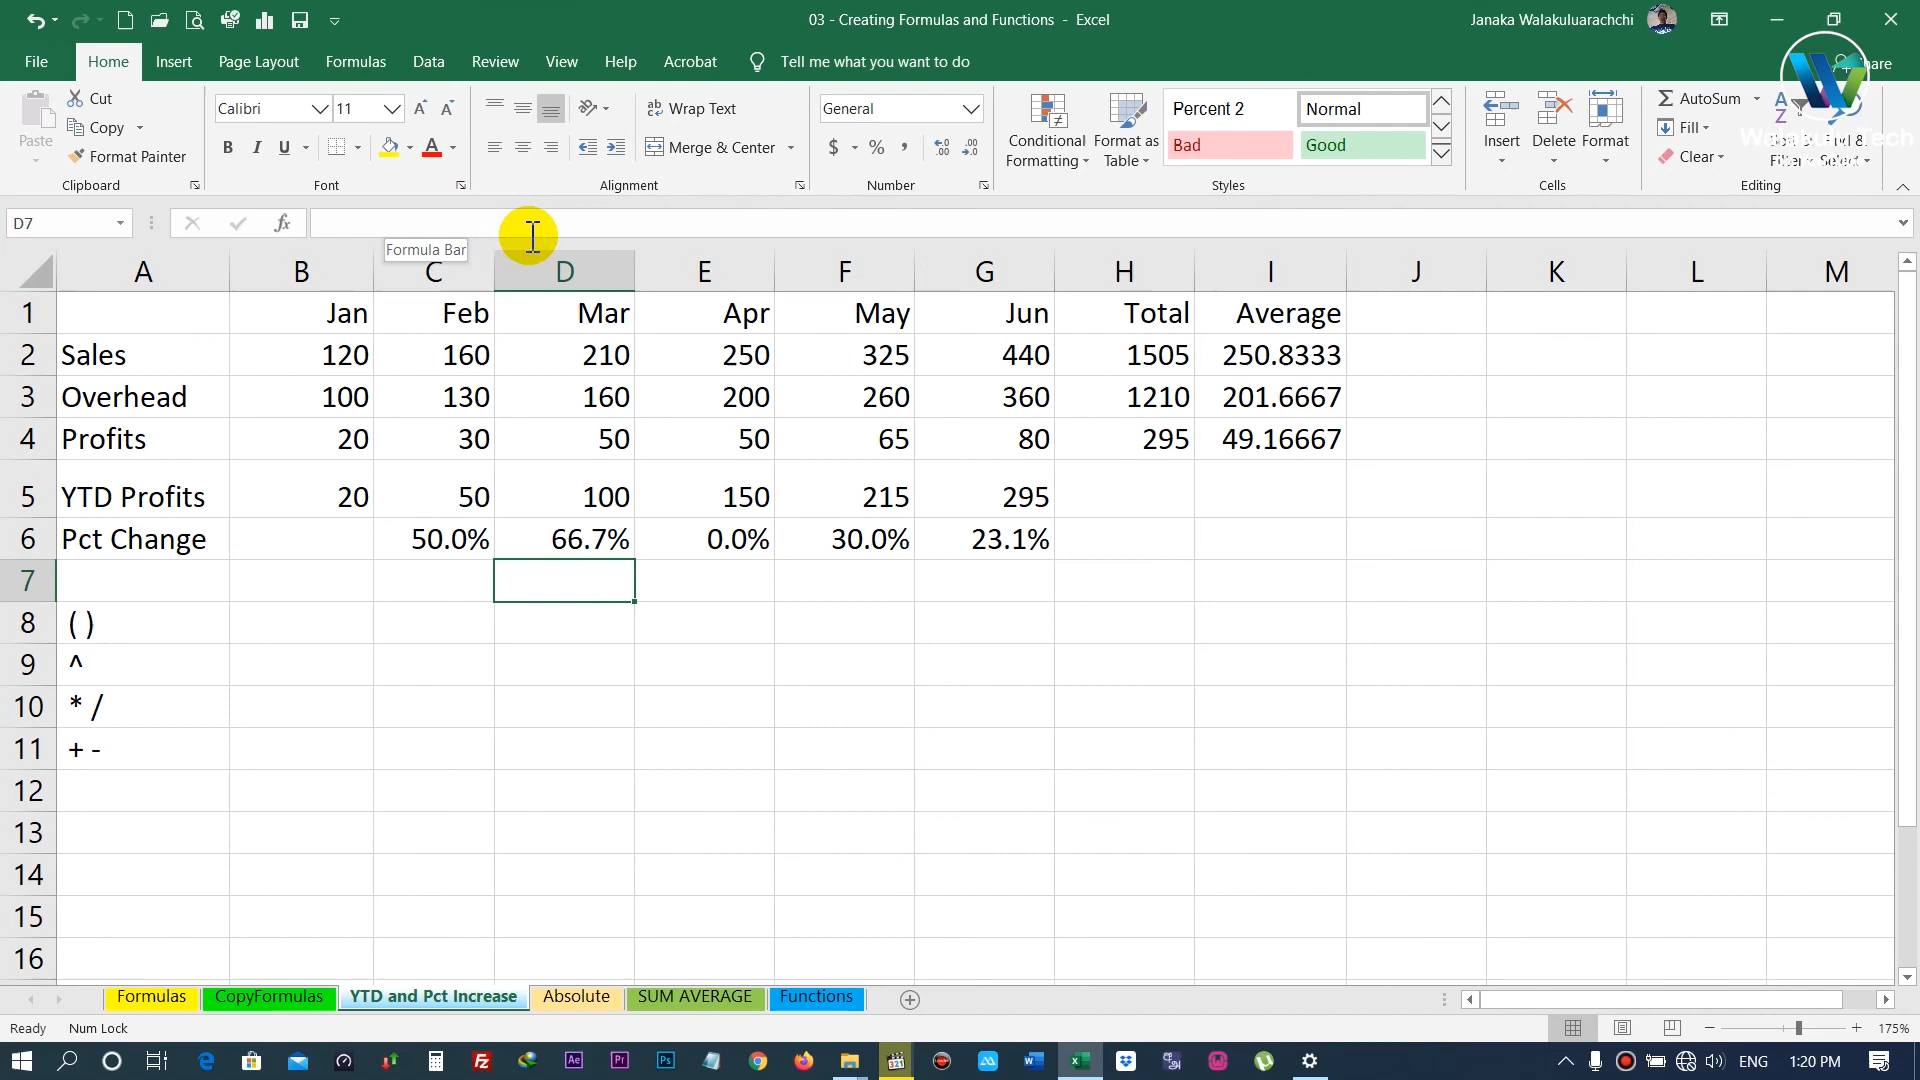 03 - Creating Formulas and Functions - Excel
Janaka Walakuluarachchi
File Home Insert Page Layout Formulas Data Review View Help Acrobat Tell me what you want to do
Paste
Cut
Copy
Format Painter
Clipboard
Calibri 11
B I U
Font
Wrap Text
Merge & Center
Alignment
General
$ % ,
Number
Conditional Formatting
Format as Table
Percent 2 Normal
Bad Good
Styles
Insert Delete Format
Cells
AutoSum
Fill
Clear
Walakulu Tech
Editing
D7
fx
Formula Bar
A B C D E F G H I J K L M
1 Jan Feb Mar Apr May Jun Total Average
2 Sales 120 160 210 250 325 440 1505 250.8333
3 Overhead 100 130 160 200 260 360 1210 201.6667
4 Profits 20 30 50 50 65 80 295 49.16667
5 YTD Profits 20 50 100 150 215 295
6 Pct Change 50.0% 66.7% 0.0% 30.0% 23.1%
7
8 ( )
9 ^
10 * /
11 + -
12
13
14
15
16
Formulas CopyFormulas YTD and Pct Increase Absolute SUM AVERAGE Functions
Ready Num Lock
175%
ENG 1:20 PM